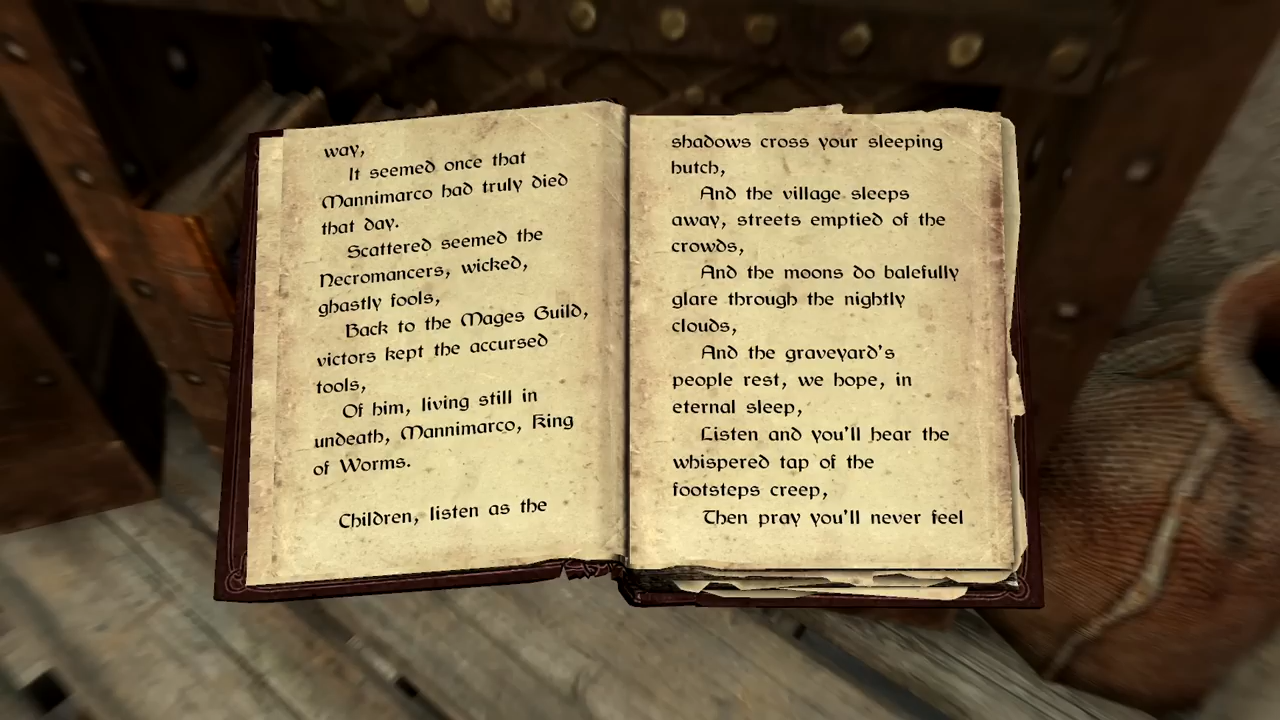 way,
It seemed once that
Mannimarco had truly died
that day.
Scattered seemed the
Necromancers, wicked,
ghastly fools,
Back to the Mages Guild,
victors kept the accursed
tools,
Of him, living still in
undeath, Mannimarco, King
of Worms.
Children, listen as the
shadows cross your sleeping
hutch,
And the village sleeps
away, streets emptied of the
crowds,
And the moons do balefully
glare through the nightly
clouds,
And the graveyard's
people rest, we hope, in
eternal sleep,
Listen and you'll hear the
whispered tap of the
footsteps creep,
Then pray you'll never feel